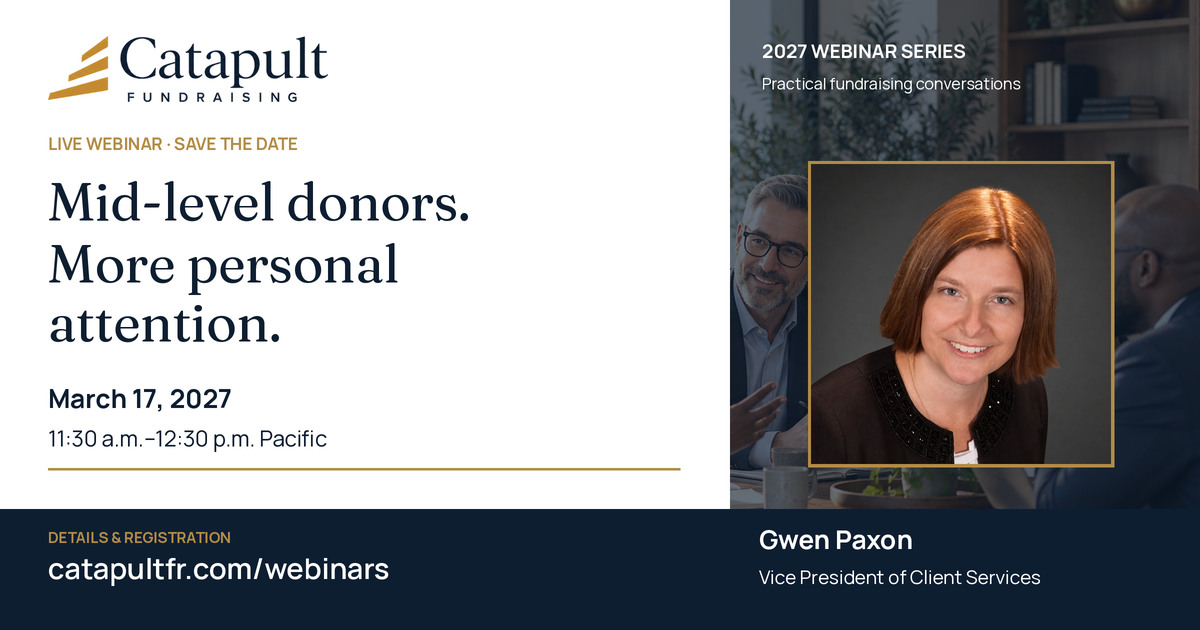 Catapult
FUNDRAISING
LIVE WEBINAR · SAVE THE DATE
Mid-level donors.
More personal
attention.
March 17, 2027
11:30 a.m.–12:30 p.m. Pacific
DETAILS & REGISTRATION
catapultfr.com/webinars
2027 WEBINAR SERIES
Practical fundraising conversations
Gwen Paxon
Vice President of Client Services